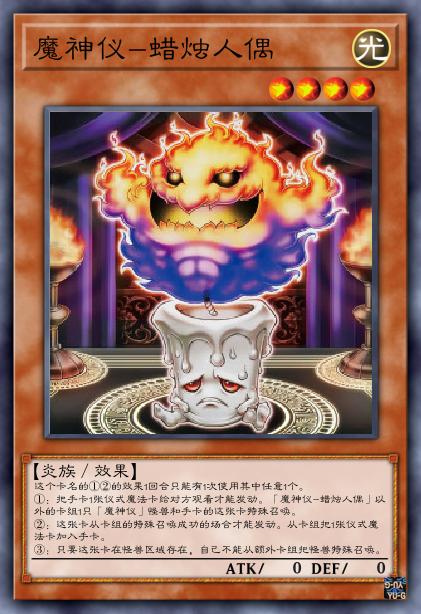 魔神仪-蜡烛人偶
光
【炎族／效果】
这个卡名的①②的效果1回合只能有1次使用其中任意1个。
①：把手卡1张仪式魔法卡给对方观看才能发动。「魔神仪-蜡烛人偶」以
外的卡组1只「魔神仪」怪兽和手卡的这张卡特殊召唤。
②：这张卡从卡组的特殊召唤成功的场合才能发动。从卡组把1张仪式魔
法卡加入手卡。
③：只要这张卡在怪兽区域存在，自己不能从额外卡组把怪兽特殊召唤。
ATK/ 0 DEF/ 0